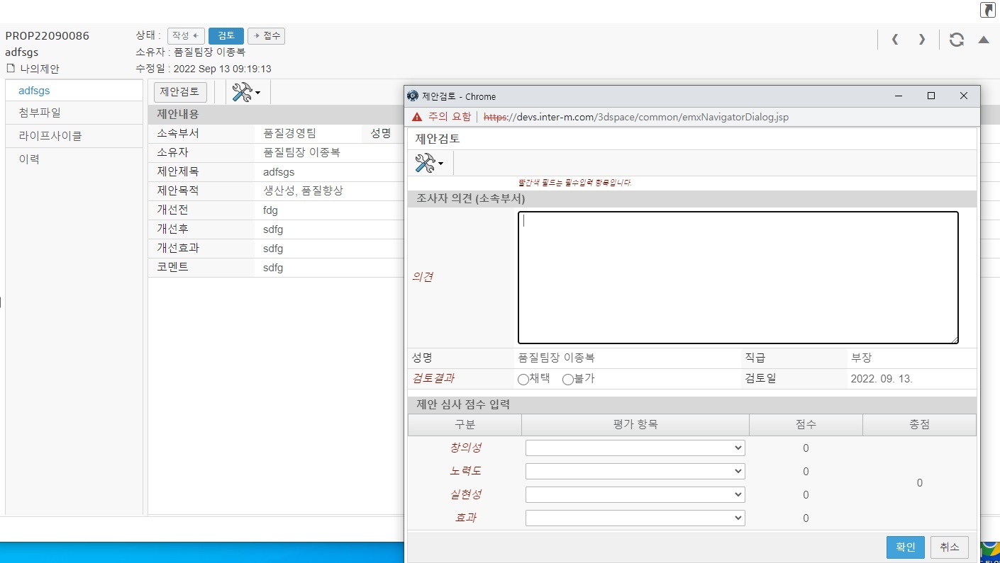 PROP22090086
adfsgs
나의제안
상태 : 작성 검토 접수
소유자 : 품질팀장 이종복
수정일 : 2022 Sep 13 09:19:13
adfsgs
첨부파일
라이프사이클
이력
제안검토
제안내용
소속부서 품질경영팀 성명
소유자 품질팀장 이종복
제안제목 adfsgs
제안목적 생산성, 품질향상
개선전 fdg
개선후 sdfg
개선효과 sdfg
코멘트 sdfg
제안검토 - Chrome
주의 요함 https://devs.inter-m.com/3dspace/common/emxNavigatorDialog.jsp
제안검토
빨간색 필드는 필수입력 항목입니다.
조사자 의견 (소속부서)
의견
성명 품질팀장 이종복 직급 부장
검토결과 채택 불가 검토일 2022. 09. 13.
제안 심사 점수 입력
구분 평가 항목 점수 총점
창의성 0
노력도 0
0
실현성 0
효과 0
확인 취소